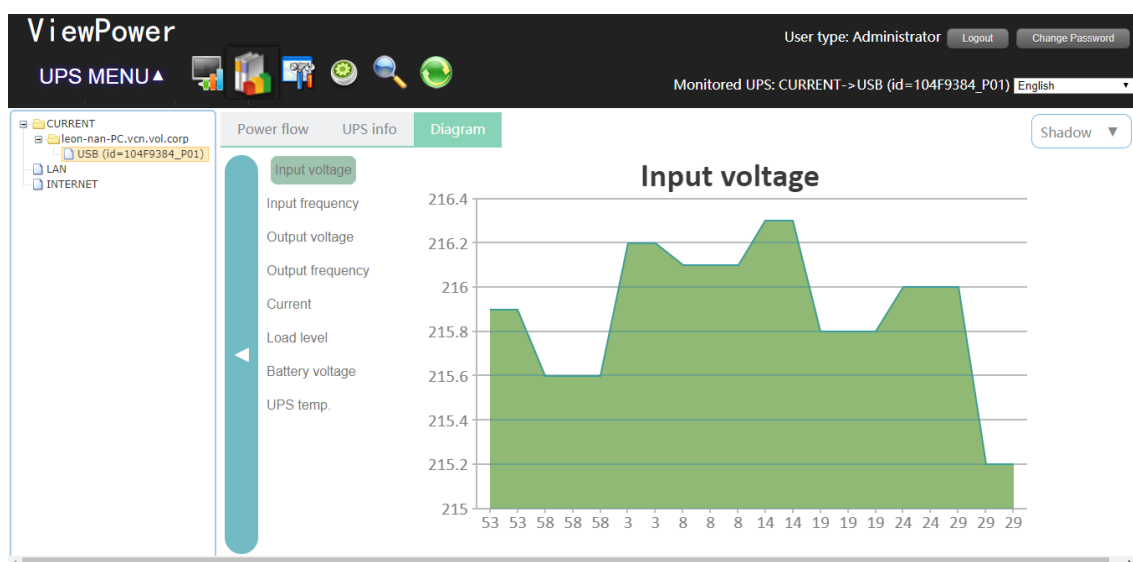 ViewPower
User type: Administrator Logout Change Password
UPS MENU▲
Monitored UPS: CURRENT->USB (id=104F9384_P01) English
CURRENT
leon-nan-PC.vcn.vol.corp
USB (id=104F9384_P01)
LAN
INTERNET
Power flow UPS info Diagram
Shadow ▼
Input voltage
Input frequency
Output voltage
Output frequency
Current
Load level
Battery voltage
UPS temp.
Input voltage
216.4
216.2
216
215.8
215.6
215.4
215.2
215
53 53 58 58 58 3 3 8 8 8 14 14 19 19 19 24 24 29 29 29